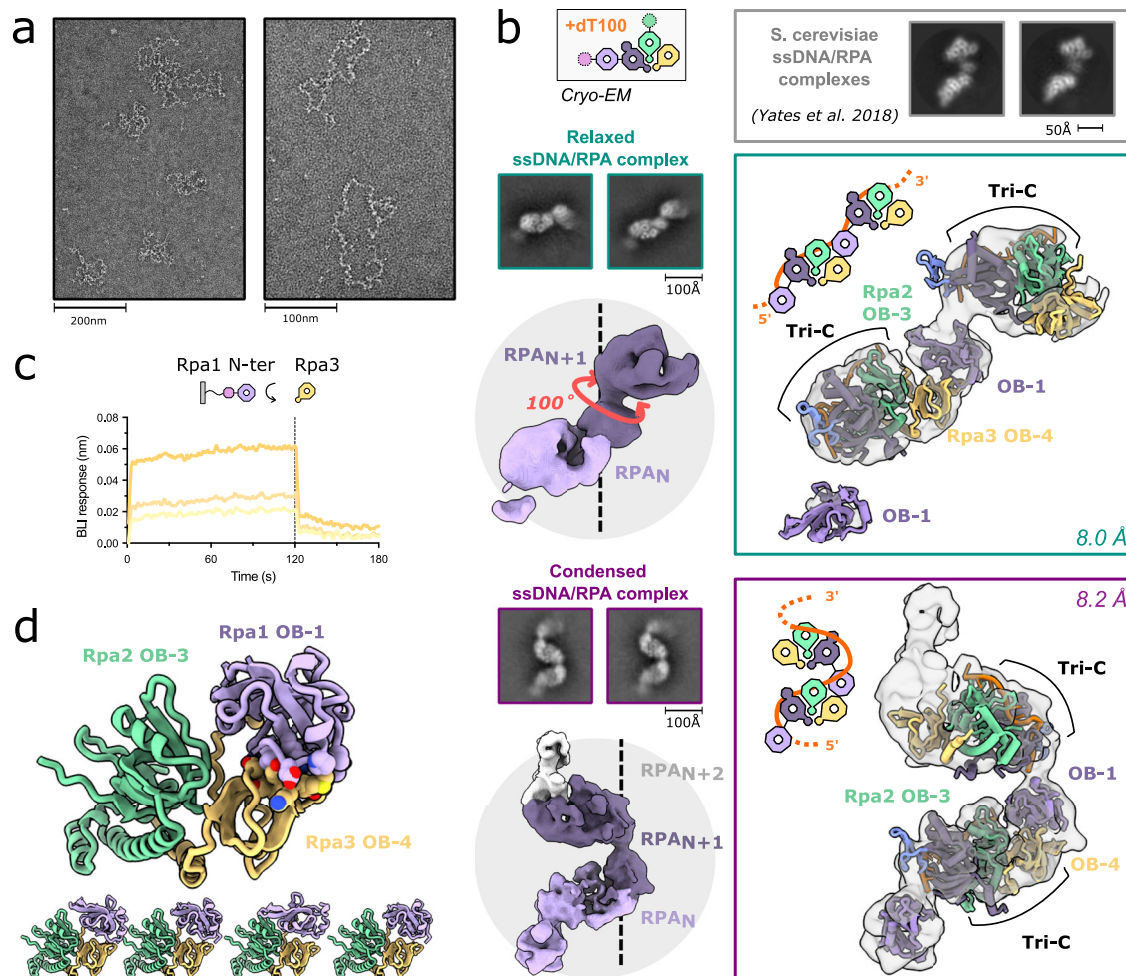 a
200nm
100nm
b
+dT100
Cryo-EM
S. cerevisiae
ssDNA/RPA
complexes
(Yates et al. 2018)
50Å
Relaxed
ssDNA/RPA complex
100Å
RPAN+1
100°
RPAN
3'
5'
Tri-C
Rpa2
OB-3
Tri-C
OB-1
Rpa3 OB-4
OB-1
8.0 Å
c
Rpa1 N-ter
Rpa3
BLI response (nm)
0.08
0.06
0.04
0.02
0.00
0
60
120
180
Time (s)
Condensed
ssDNA/RPA complex
100Å
RPAN+2
RPAN+1
RPAN
8.2 Å
3'
5'
Tri-C
OB-1
Rpa2 OB-3
OB-4
Tri-C
d
Rpa1 OB-1
Rpa2 OB-3
Rpa3 OB-4